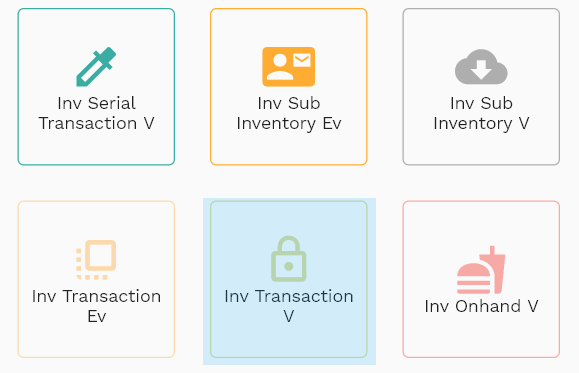 Inv Serial
Transaction V
Inv Sub
Inventory Ev
Inv Sub
Inventory V
Inv Transaction
Ev
Inv Transaction
V
Inv Onhand V